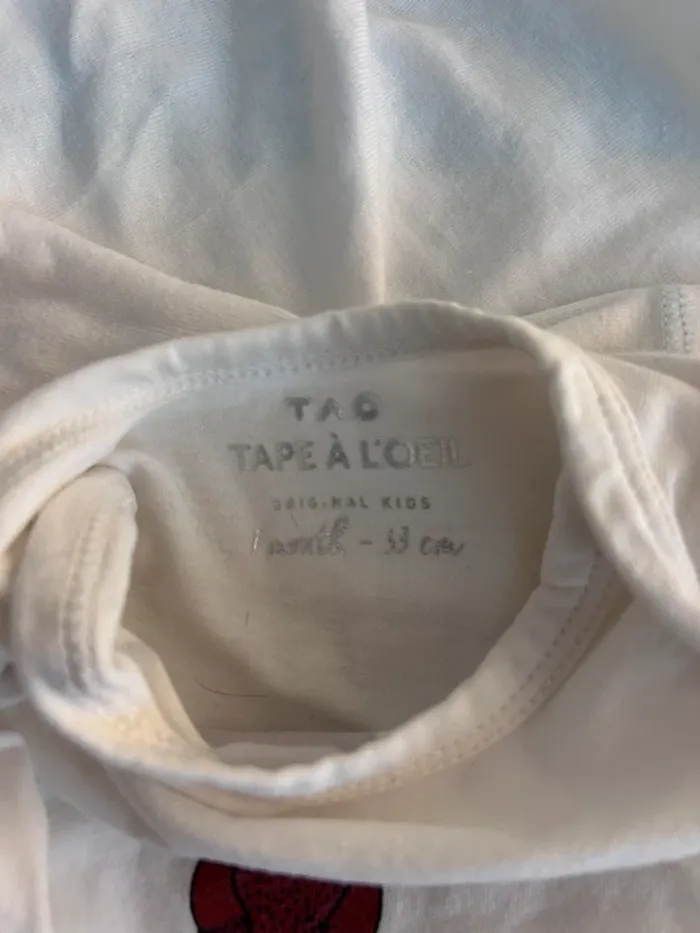 TAO
TAPE À L'OEIL
ORIGINAL KIDS
1 month - 53 cm